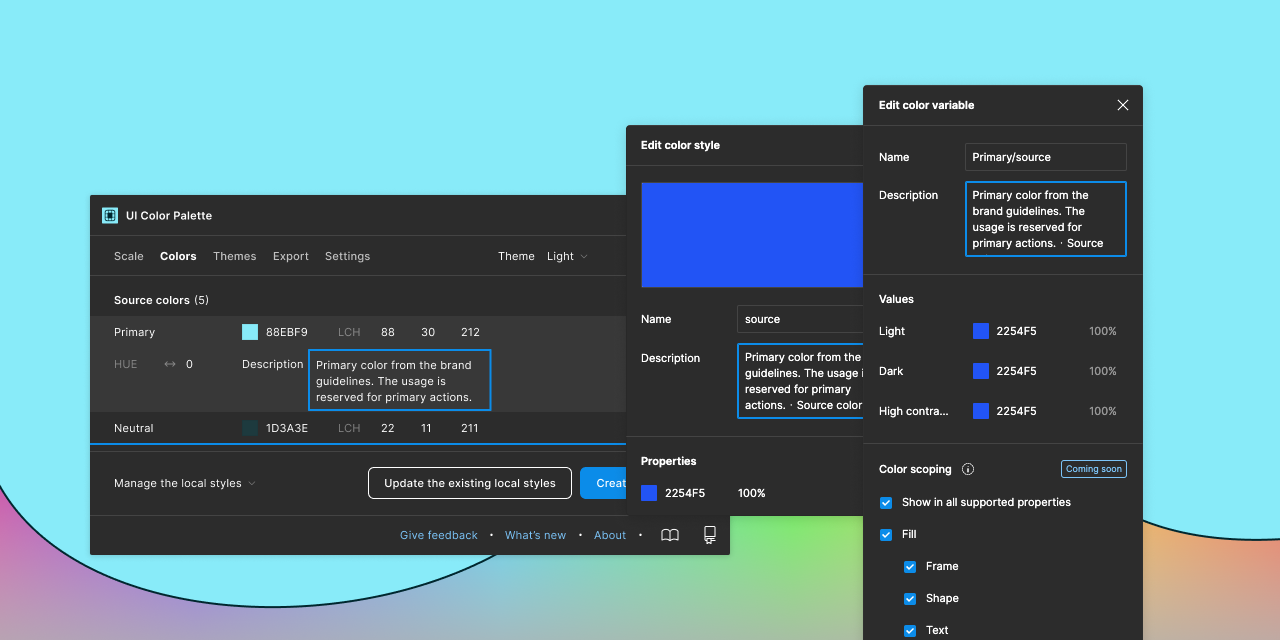 UI Color Palette
Scale Colors Themes Export Settings Theme Light
Source colors (5)
Primary 88EBF9 LCH 88 30 212
HUE 0 Description
Primary color from the brand
guidelines. The usage is
reserved for primary actions.
Neutral 1D3A3E LCH 22 11 211
Manage the local styles Update the existing local styles Creat
Give feedback • What's new • About •
Edit color style
Name source
Description
Primary color from the
guidelines. The usage
reserved for primary
actions. · Source color
Properties
2254F5 100%
Edit color variable
Name Primary/source
Description
Primary color from the
brand guidelines. The
usage is reserved for
primary actions. · Source
Values
Light 2254F5 100%
Dark 2254F5 100%
High contra... 2254F5 100%
Color scoping Coming soon
Show in all supported properties
Fill
Frame
Shape
Text